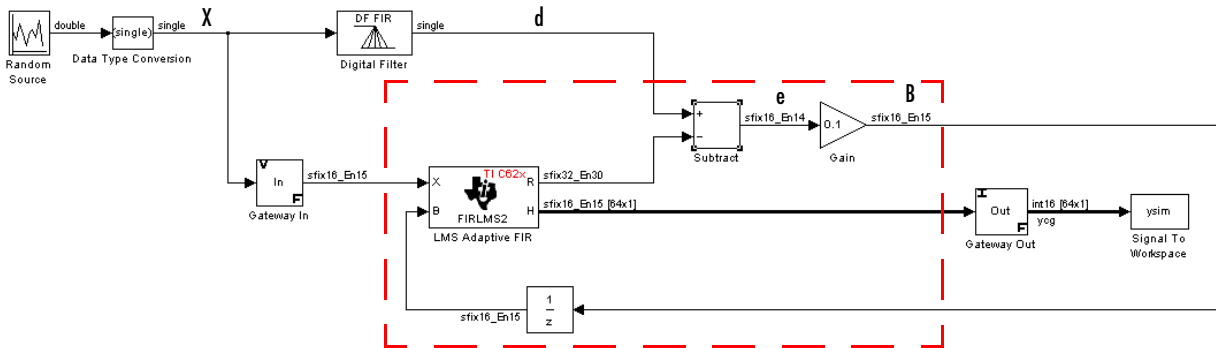 double
(single)
single
X
DF FIR
single
d
Random
Source
Data Type Conversion
Digital Filter
+
−
Subtract
e
sfix16_En14
0.1
Gain
B
sfix16_En15
V
In
F
Gateway In
sfix16_En15
TI C62x
X
R
B
H
FIRLMS2
LMS Adaptive FIR
sfix32_En30
sfix16_En15 [64x1]
I
Out
F
Gateway Out
int16 [64x1]
ycg
ysim
Signal To
Workspace
sfix16_En15
1
z